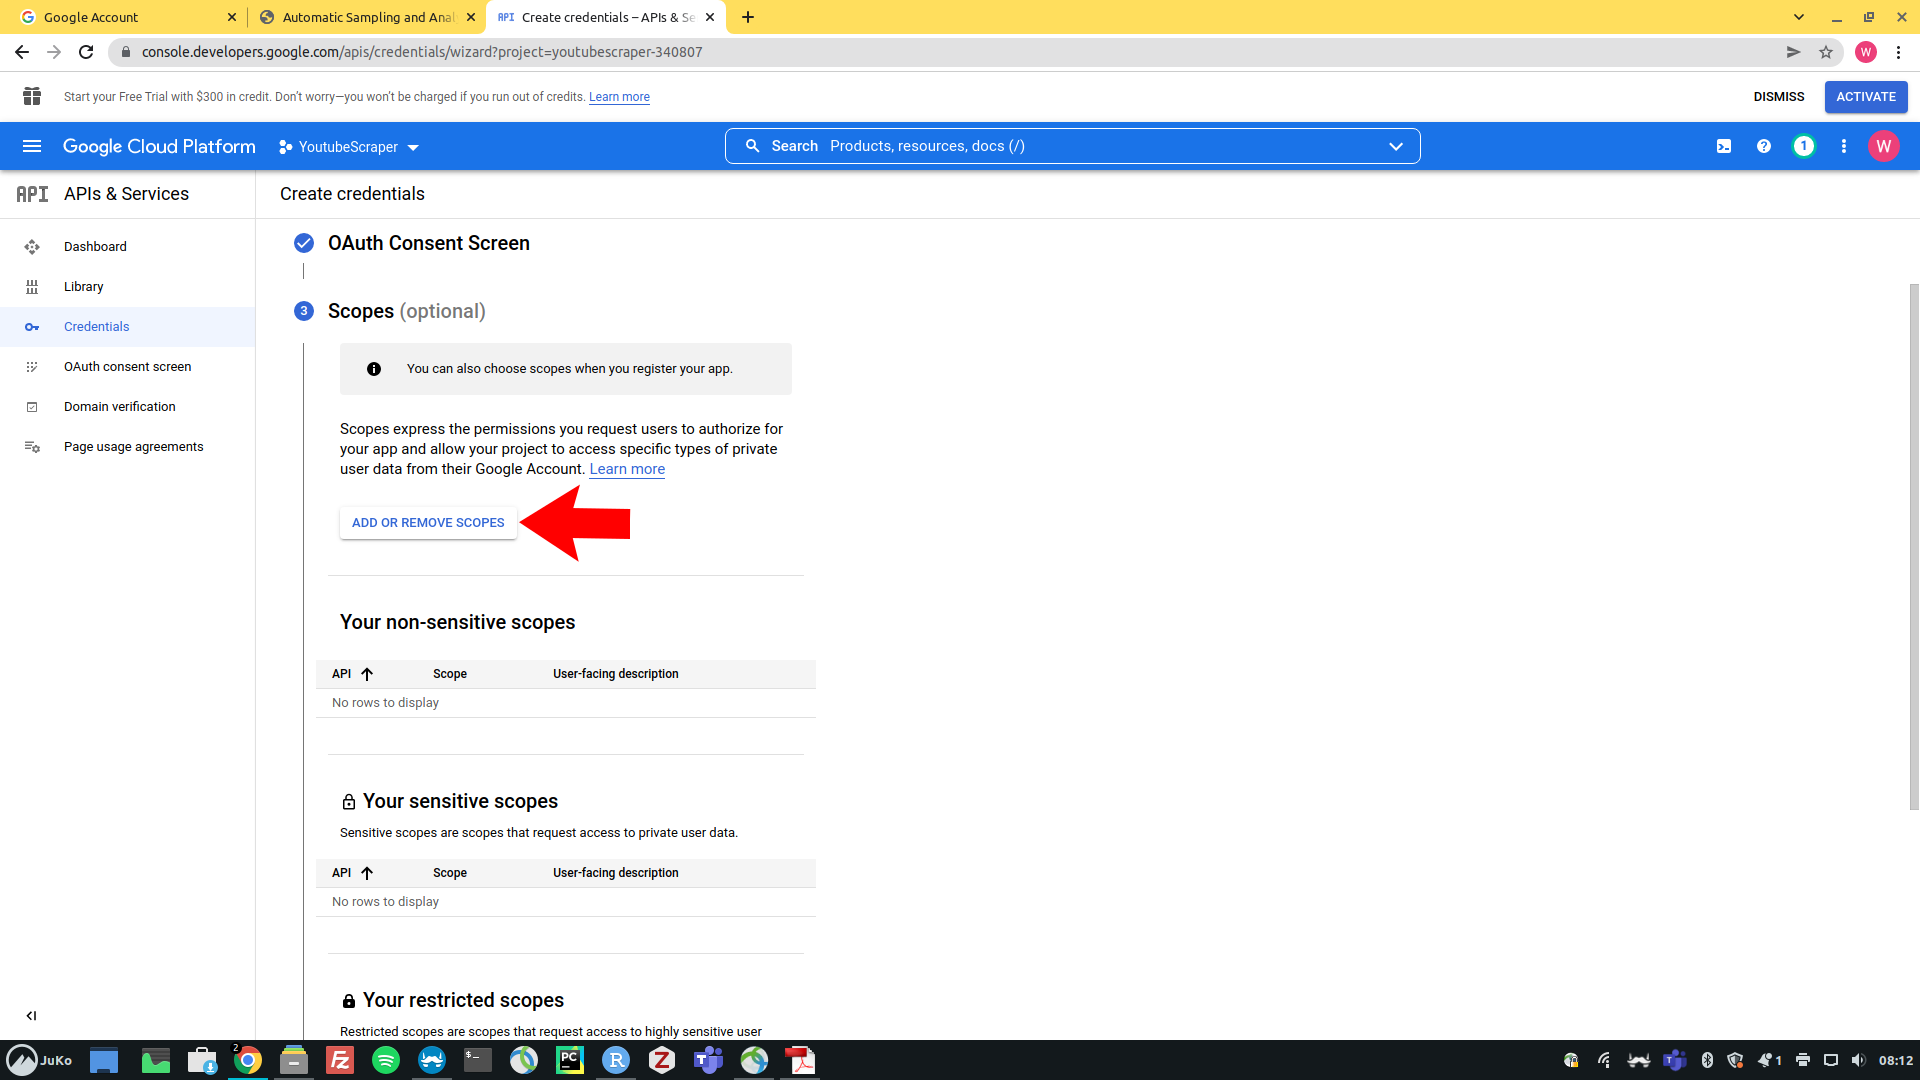 Google Account
Automatic Sampling and Anal
API Create credentials – APIs & Se
console.developers.google.com/apis/credentials/wizard?project=youtubescraper-340807
W
Start your Free Trial with $300 in credit. Don't worry—you won't be charged if you run out of credits. Learn more
DISMISS
ACTIVATE
Google Cloud Platform
YoutubeScraper
Search Products, resources, docs (/)
1
W
API APIs & Services
Create credentials
Dashboard
Library
Credentials
OAuth consent screen
Domain verification
Page usage agreements
OAuth Consent Screen
3 Scopes (optional)
You can also choose scopes when you register your app.
Scopes express the permissions you request users to authorize for
your app and allow your project to access specific types of private
user data from their Google Account. Learn more
ADD OR REMOVE SCOPES
Your non-sensitive scopes
API Scope User-facing description
No rows to display
Your sensitive scopes
Sensitive scopes are scopes that request access to private user data.
API Scope User-facing description
No rows to display
Your restricted scopes
Restricted scopes are scopes that request access to highly sensitive user
JuKo
2
FZ
$-
PC
R
Z
T
1
08:12